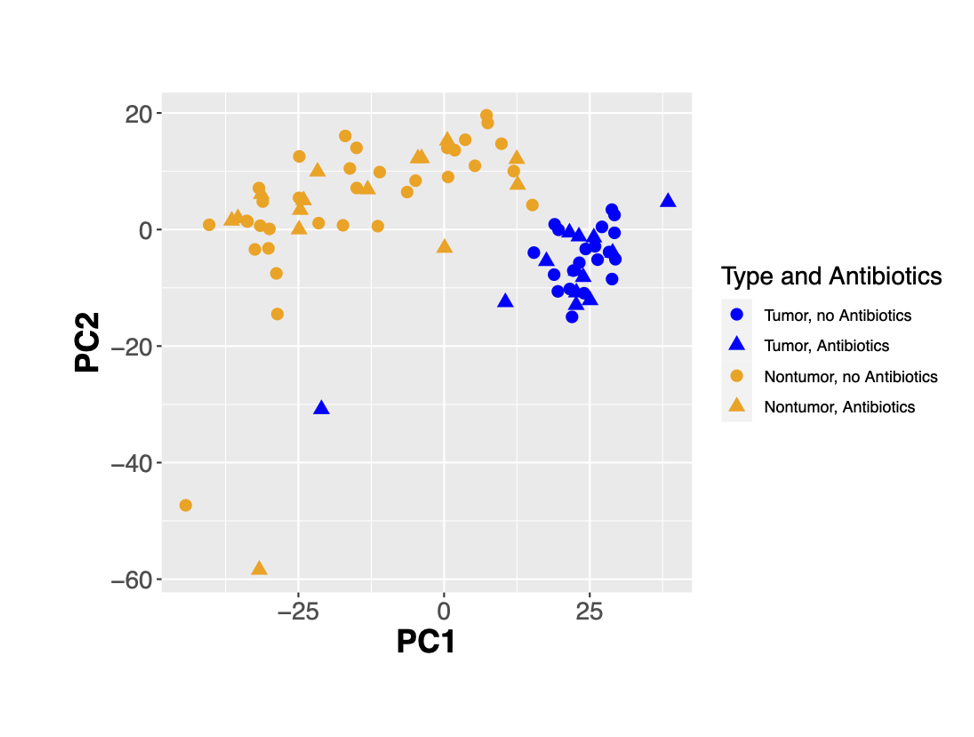 20
0
−20
−40
−60
PC2
−25 0 25
PC1
Type and Antibiotics
Tumor, no Antibiotics
Tumor, Antibiotics
Nontumor, no Antibiotics
Nontumor, Antibiotics